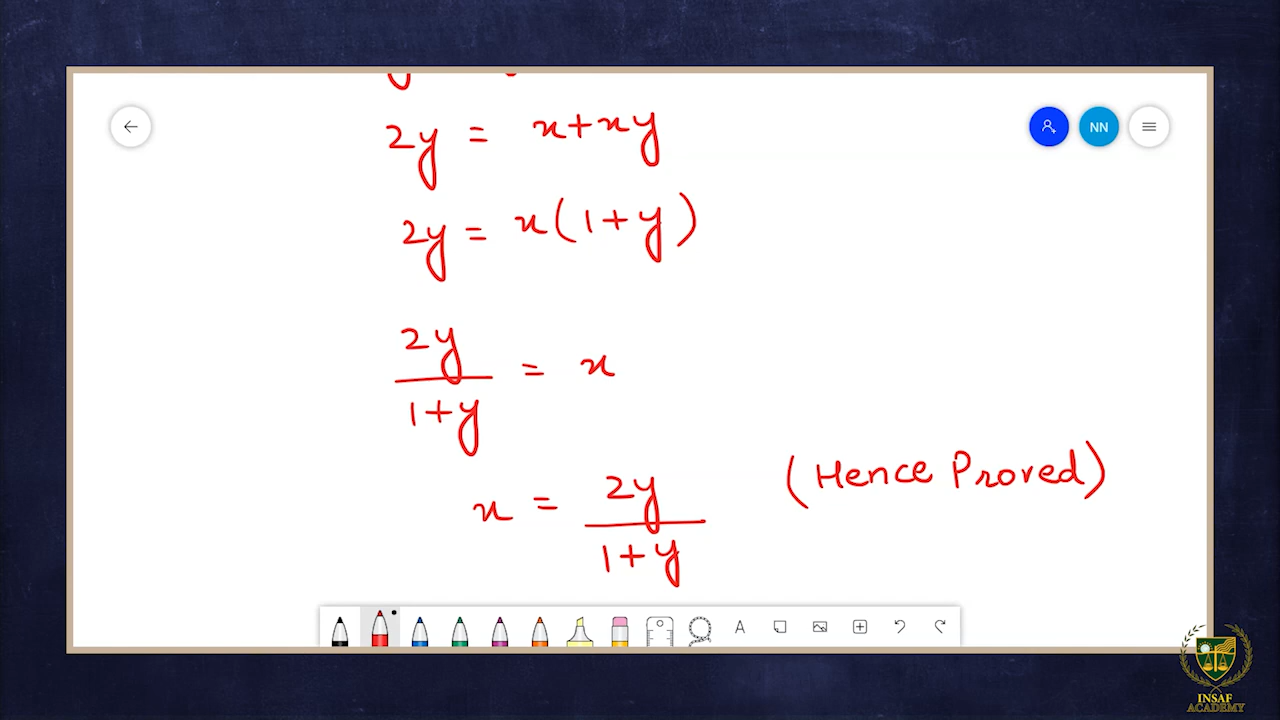 NN
2y = x+xy
2y = x(1+y)
2y
1+y
= x
x =
2y
1+y
(Hence Proved)
A
INSAF
ACADEMY